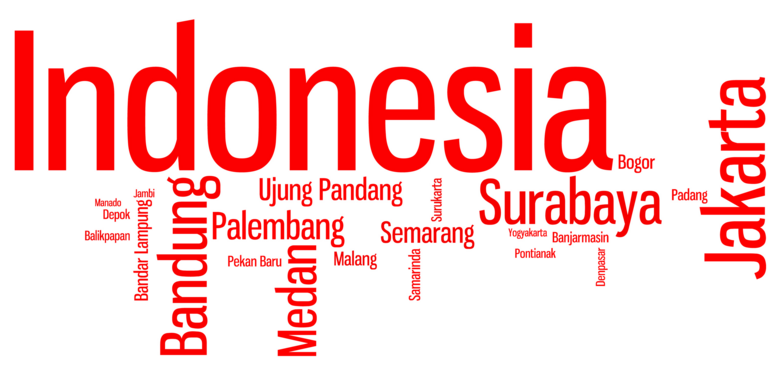 Indonesia
Jakarta
Bogor
Surabaya
Padang
Ujung Pandang
Surukarta
Jambi
Manado
Depok
Bandung
Bandar Lampung
Balikpapan
Palembang
Semarang
Yogyakarta
Banjarmasin
Medan
Pekan Baru
Malang
Samarinda
Pontianak
Denpasar